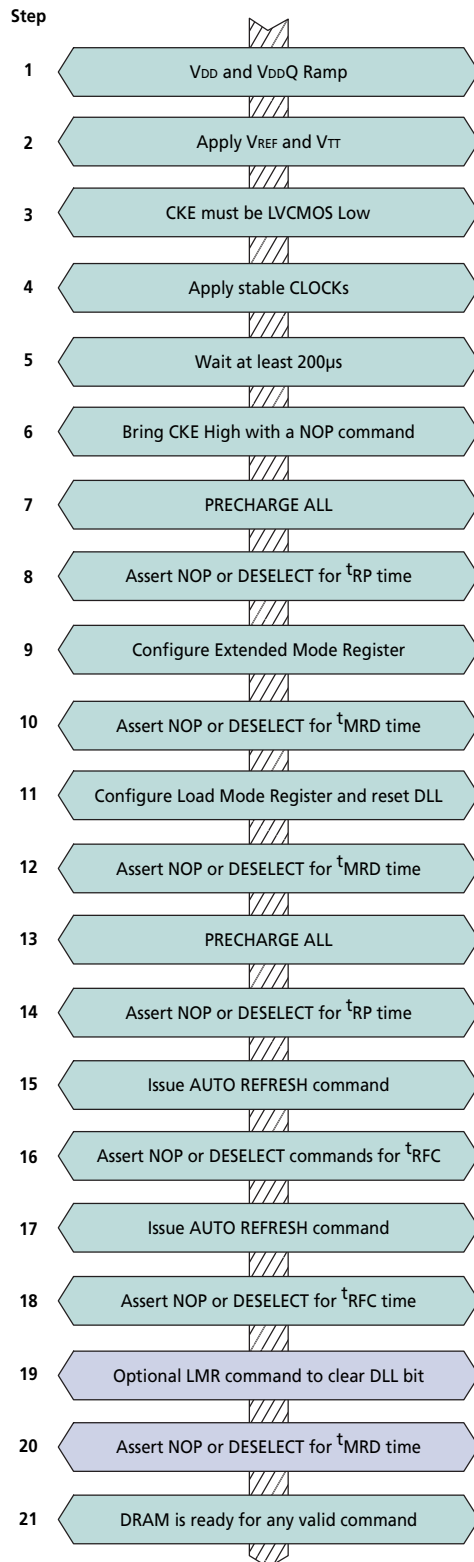 Step
1 VDD and VDDQ Ramp
2 Apply VREF and VTT
3 CKE must be LVCMOS Low
4 Apply stable CLOCKs
5 Wait at least 200µs
6 Bring CKE High with a NOP command
7 PRECHARGE ALL
8 Assert NOP or DESELECT for tRP time
9 Configure Extended Mode Register
10 Assert NOP or DESELECT for tMRD time
11 Configure Load Mode Register and reset DLL
12 Assert NOP or DESELECT for tMRD time
13 PRECHARGE ALL
14 Assert NOP or DESELECT for tRP time
15 Issue AUTO REFRESH command
16 Assert NOP or DESELECT commands for tRFC
17 Issue AUTO REFRESH command
18 Assert NOP or DESELECT for tRFC time
19 Optional LMR command to clear DLL bit
20 Assert NOP or DESELECT for tMRD time
21 DRAM is ready for any valid command